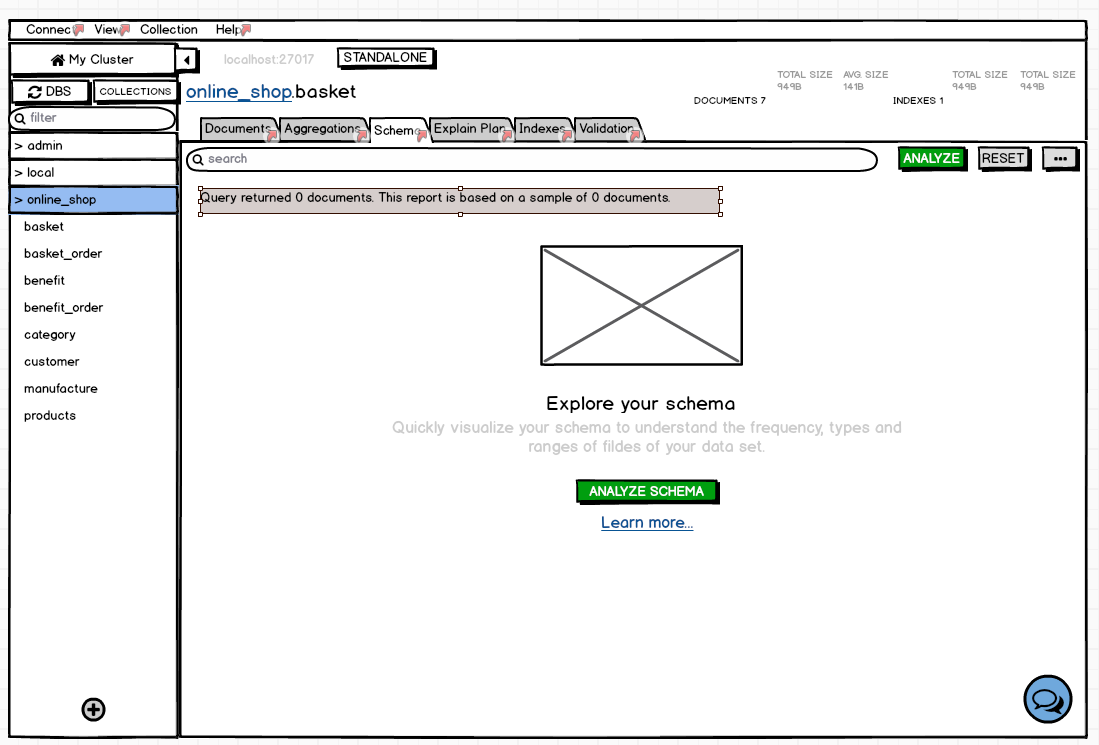 Connect View Collection Help
My Cluster
localhost:27017 STANDALONE
DBS COLLECTIONS
online_shop.basket
DOCUMENTS 7
TOTAL SIZE AVG. SIZE
949B 141B
INDEXES 1
TOTAL SIZE TOTAL SIZE
949B 949B
filter
Documents Aggregations Schema Explain Plan Indexes Validation
> admin
> local
> online_shop
basket
basket_order
benefit
benefit_order
category
customer
manufacture
products
search
ANALYZE RESET ...
Query returned 0 documents. This report is based on a sample of 0 documents.
Explore your schema
Quickly visualize your schema to understand the frequency, types and
ranges of fildes of your data set.
ANALYZE SCHEMA
Learn more...